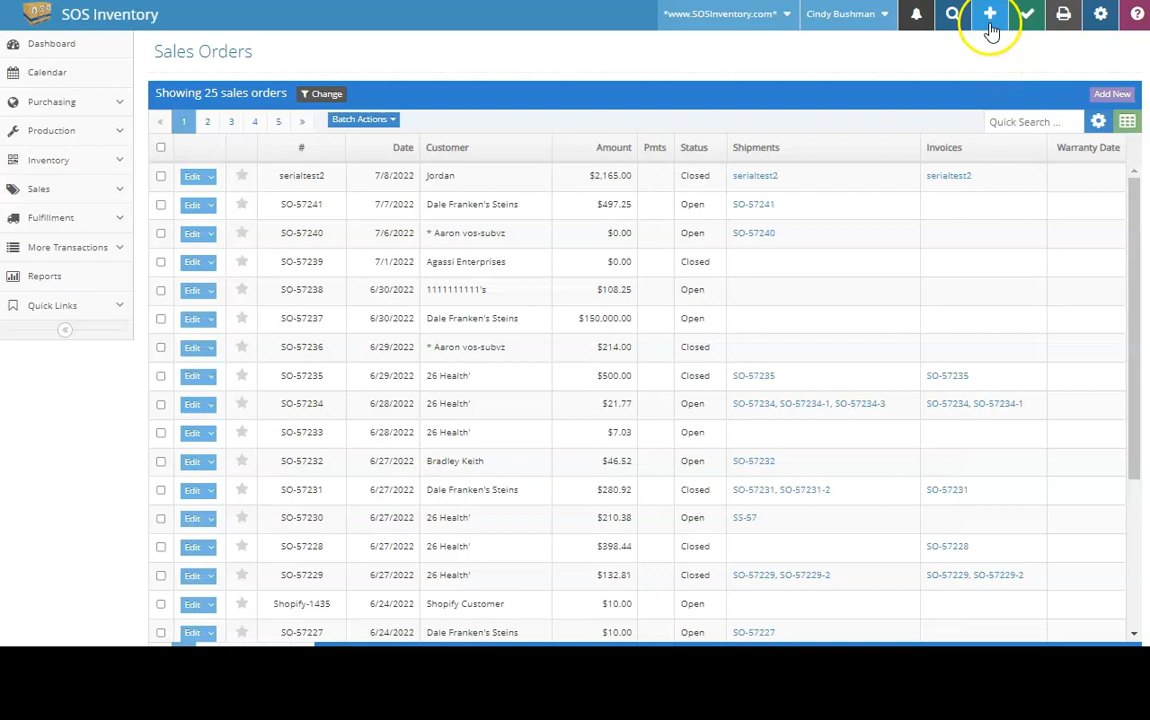 SOS Inventory
*www.SOSInventory.com*
Cindy Bushman
Dashboard
Calendar
Purchasing
Production
Inventory
Sales
Fulfillment
More Transactions
Reports
Quick Links
Sales Orders
Showing 25 sales orders Change Add New
« 1 2 3 4 5 » Batch Actions Quick Search ...
# Date Customer Amount Pmts Status Shipments Invoices Warranty Date
Edit serialtest2 7/8/2022 Jordan $2,165.00 Closed serialtest2 serialtest2
Edit SO-57241 7/7/2022 Dale Franken's Steins $497.25 Open SO-57241
Edit SO-57240 7/6/2022 * Aaron vos-subvz $0.00 Open SO-57240
Edit SO-57239 7/1/2022 Agassi Enterprises $0.00 Closed
Edit SO-57238 6/30/2022 1111111111's $108.25 Open
Edit SO-57237 6/30/2022 Dale Franken's Steins $150,000.00 Open
Edit SO-57236 6/29/2022 * Aaron vos-subvz $214.00 Closed
Edit SO-57235 6/29/2022 26 Health' $500.00 Closed SO-57235 SO-57235
Edit SO-57234 6/28/2022 26 Health' $21.77 Open SO-57234, SO-57234-1, SO-57234-3 SO-57234, SO-57234-1
Edit SO-57233 6/28/2022 26 Health' $7.03 Open
Edit SO-57232 6/27/2022 Bradley Keith $46.52 Open SO-57232
Edit SO-57231 6/27/2022 Dale Franken's Steins $280.92 Closed SO-57231, SO-57231-2 SO-57231
Edit SO-57230 6/27/2022 26 Health' $210.38 Open SS-57
Edit SO-57228 6/27/2022 26 Health' $398.44 Closed SO-57228
Edit SO-57229 6/27/2022 26 Health' $132.81 Closed SO-57229, SO-57229-2 SO-57229, SO-57229-2
Edit Shopify-1435 6/24/2022 Shopify Customer $10.00 Open
Edit SO-57227 6/24/2022 Dale Franken's Steins $10.00 Open SO-57227